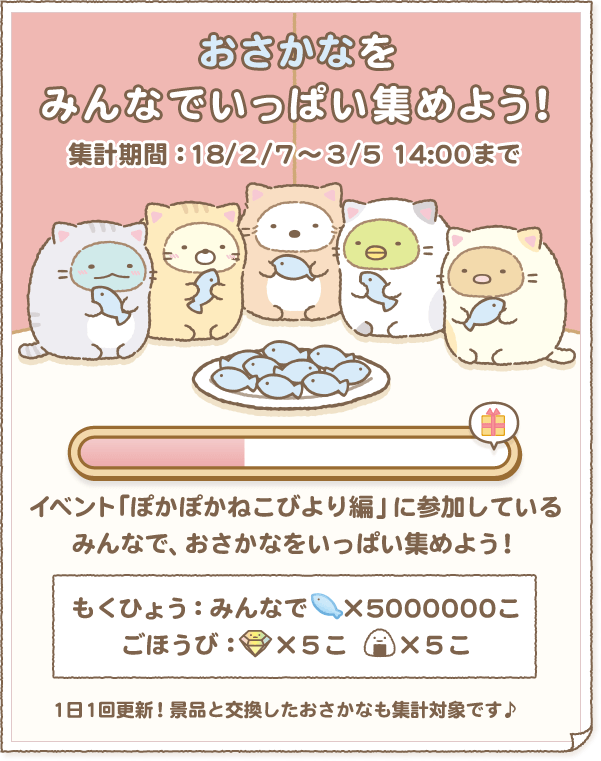 おさかなを
みんなでいっぱい集めよう！
集計期間：18/2/7～3/5 14:00まで
イベント「ぽかぽかねこびより編」に参加している
みんなで、おさかなをいっぱい集めよう！
もくひょう：みんなで×5000000こ
ごほうび：×5こ ×5こ
1日1回更新！景品と交換したおさかなも集計対象です♪